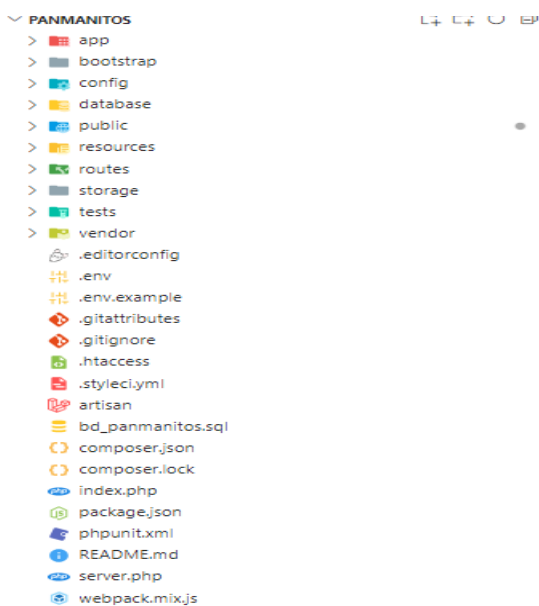 PANMANITOS
app
bootstrap
config
database
public
resources
routes
storage
tests
vendor
.editorconfig
.env
.env.example
.gitattributes
.gitignore
.htaccess
.styleci.yml
artisan
bd_panmanitos.sql
composer.json
composer.lock
index.php
package.json
phpunit.xml
README.md
server.php
webpack.mix.js